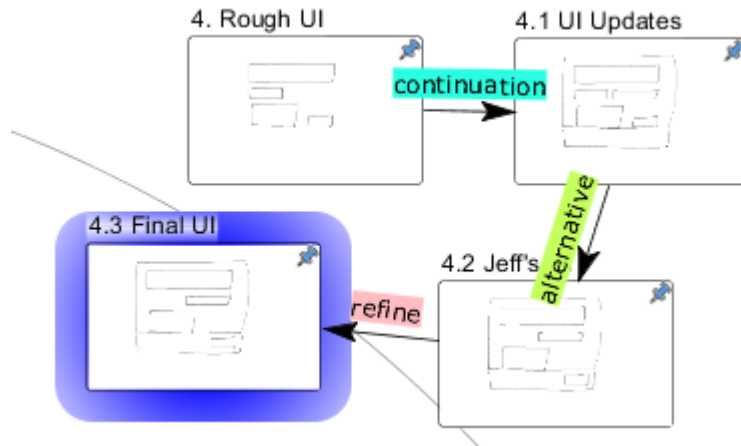 4. Rough UI
4.1 UI Updates
continuation
alternative
4.2 Jeff's
4.3 Final UI
refine